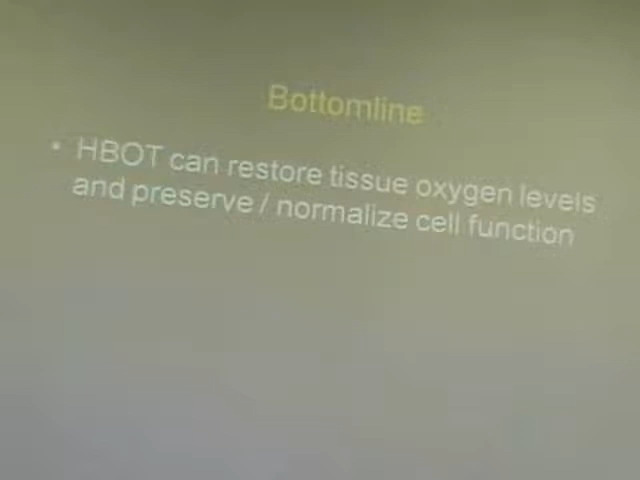 Bottomline
• HBOT can restore tissue oxygen levels
and preserve / normalize cell function